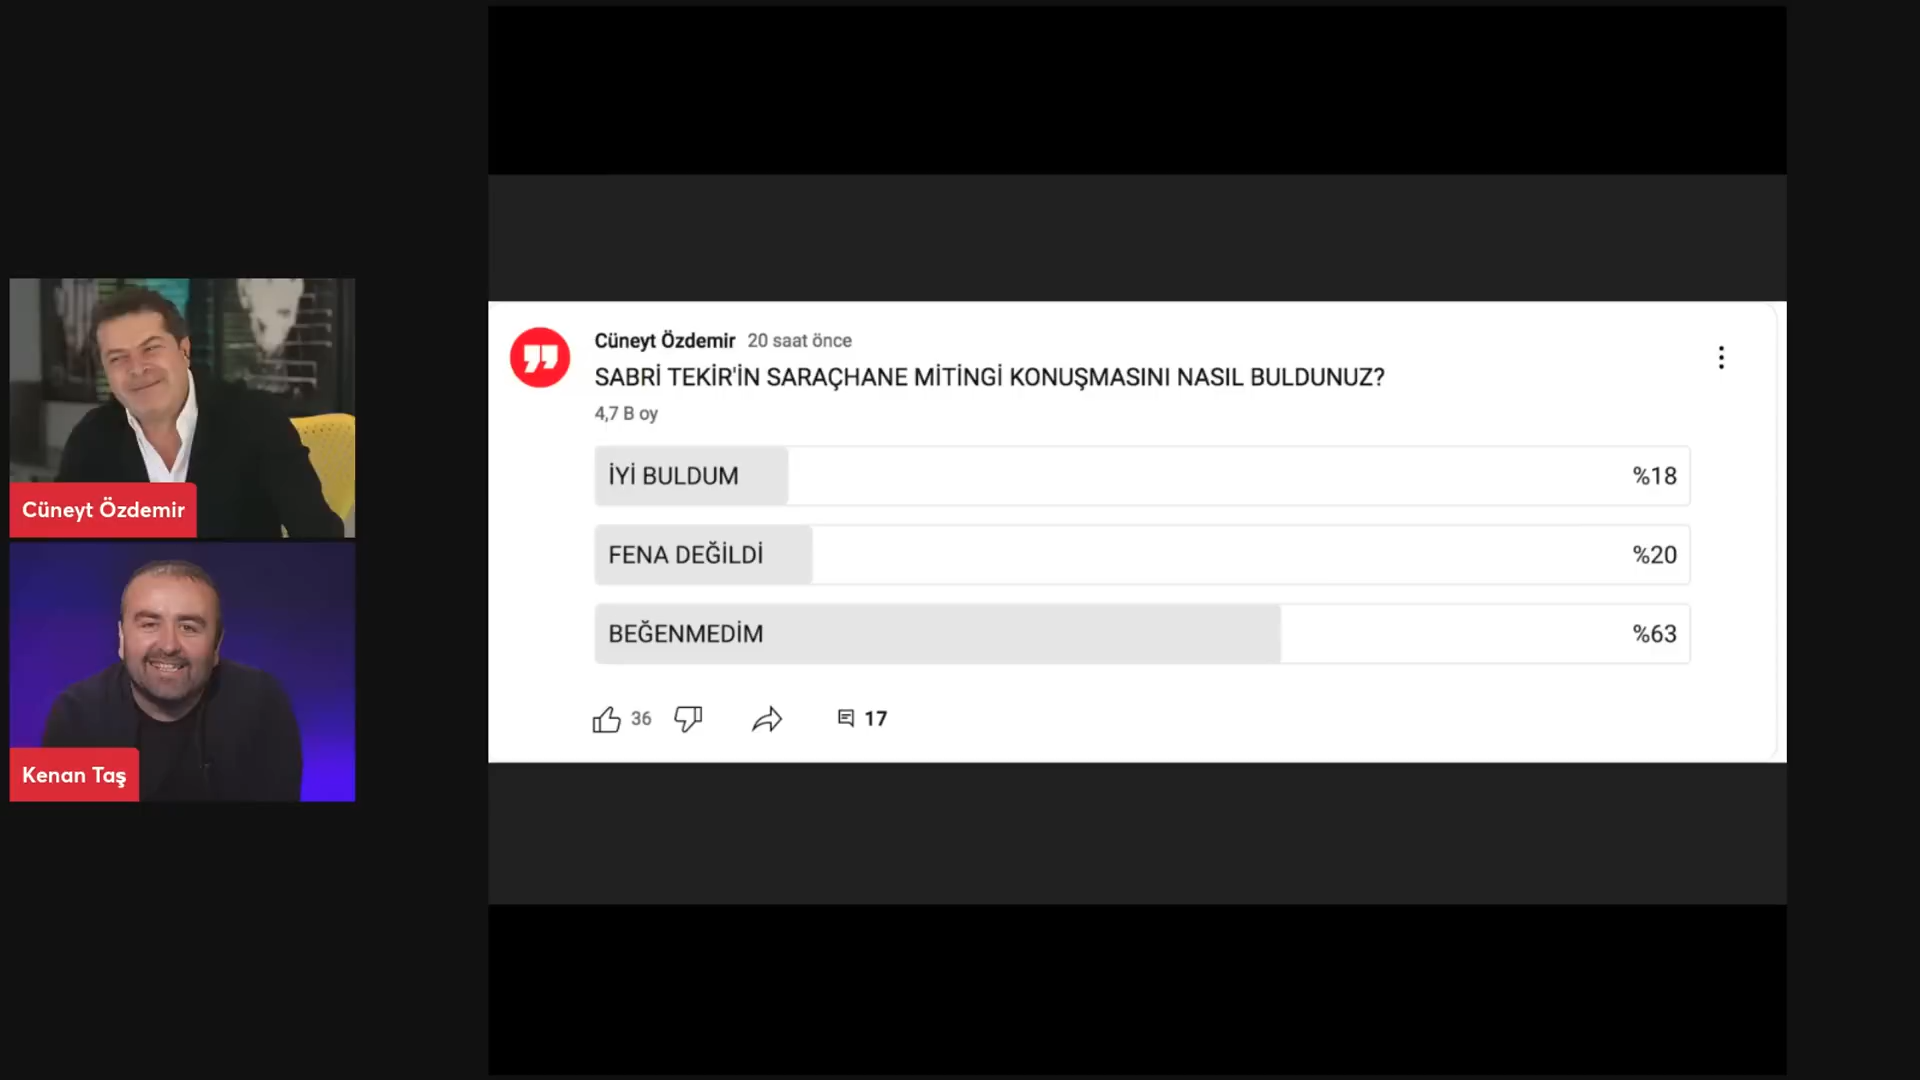 Cüneyt Özdemir
Kenan Taş
Cüneyt Özdemir 20 saat önce
SABRİ TEKİR'İN SARAÇHANE MİTİNGİ KONUŞMASINI NASIL BULDUNUZ?
4,7 B oy
İYİ BULDUM %18
FENA DEĞİLDİ %20
BEĞENMEDİM %63
36 17